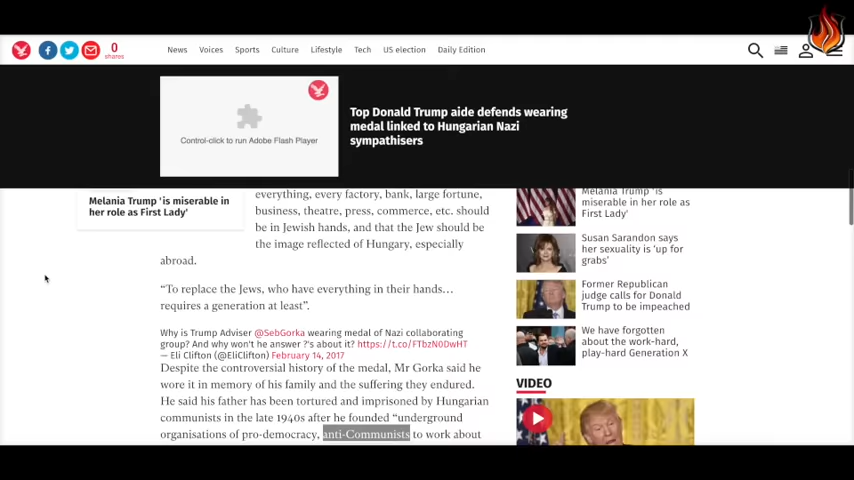 0
shares
News Voices Sports Culture Lifestyle Tech US election Daily Edition
Control-click to run Adobe Flash Player
Top Donald Trump aide defends wearing
medal linked to Hungarian Nazi
sympathisers
Melania Trump 'is miserable in
her role as First Lady'
everything, every factory, bank, large fortune,
business, theatre, press, commerce, etc. should
be in Jewish hands, and that the Jew should be
the image reflected of Hungary, especially
abroad.
“To replace the Jews, who have everything in their hands…
requires a generation at least”.
Why is Trump Adviser @SebGorka wearing medal of Nazi collaborating
group? And why won't he answer ?'s about it? https://t.co/FTbzN0DwHT
— Eli Clifton (@EliClifton) February 14, 2017
Despite the controversial history of the medal, Mr Gorka said he
wore it in memory of his family and the suffering they endured.
He said his father has been tortured and imprisoned by Hungarian
communists in the late 1940s after he founded “underground
organisations of pro-democracy, anti-Communists to work about
Melania Trump 'is
miserable in her role as
First Lady'
Susan Sarandon says
her sexuality is ‘up for
grabs’
Former Republican
judge calls for Donald
Trump to be impeached
We have forgotten
about the work-hard,
play-hard Generation X
VIDEO